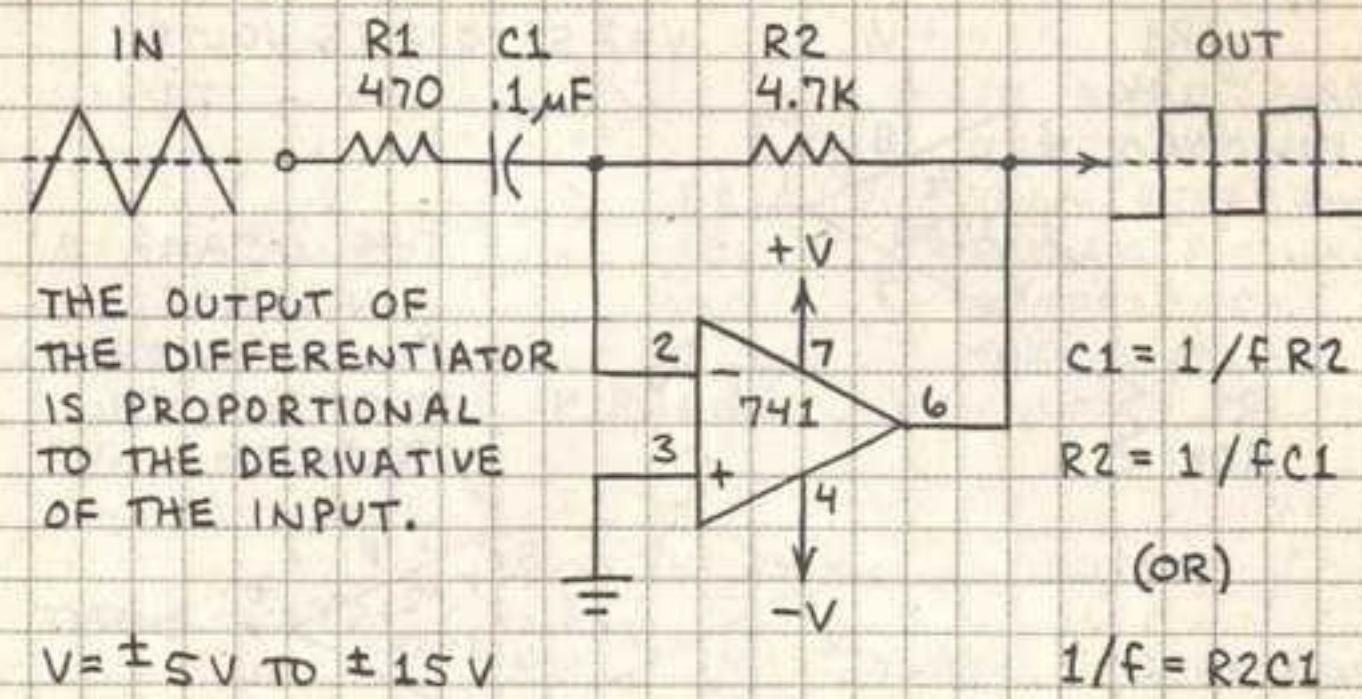 IN
R1
470
C1
.1µF
R2
4.7K
OUT
THE OUTPUT OF
THE DIFFERENTIATOR
IS PROPORTIONAL
TO THE DERIVATIVE
OF THE INPUT.
V= ±5V TO ±15V
+V
2
-
7
741
6
3
+
4
-V
C1 = 1/fR2
R2 = 1/fC1
(OR)
1/f = R2C1